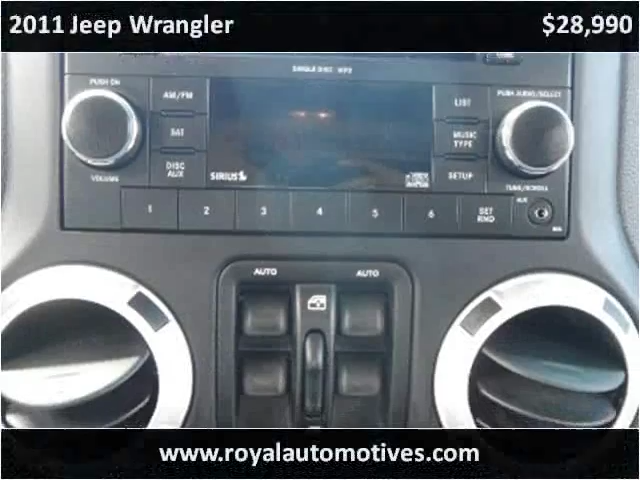 2011 Jeep Wrangler $28,990
SINGLE DISC MP3
PUSH ON AM/FM LIST PUSH AUDIO/SELECT
SAT MUSIC
TYPE
DISC
AUX SETUP
VOLUME SIRIUS TUNE/SCROLL
1 2 3 4 5 6 SET
RND AUX
AUTO AUTO
www.royalautomotives.com